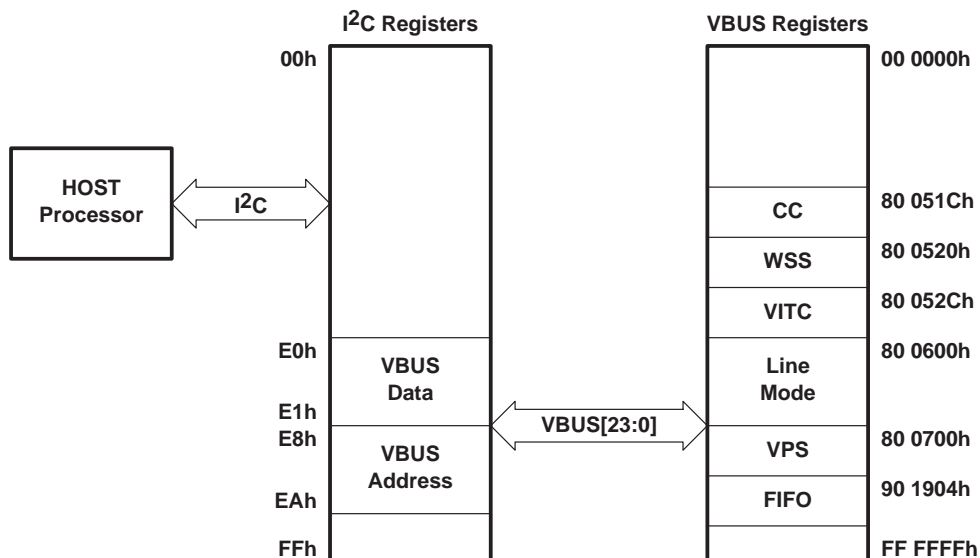 I2C Registers
VBUS Registers
00h
00 0000h
HOST
Processor
I2C
CC
80 051Ch
WSS
80 0520h
VITC
80 052Ch
E0h
VBUS
Data
E1h
Line
Mode
80 0600h
VBUS[23:0]
E8h
VBUS
Address
EAh
VPS
80 0700h
FIFO
90 1904h
FFh
FF FFFFh